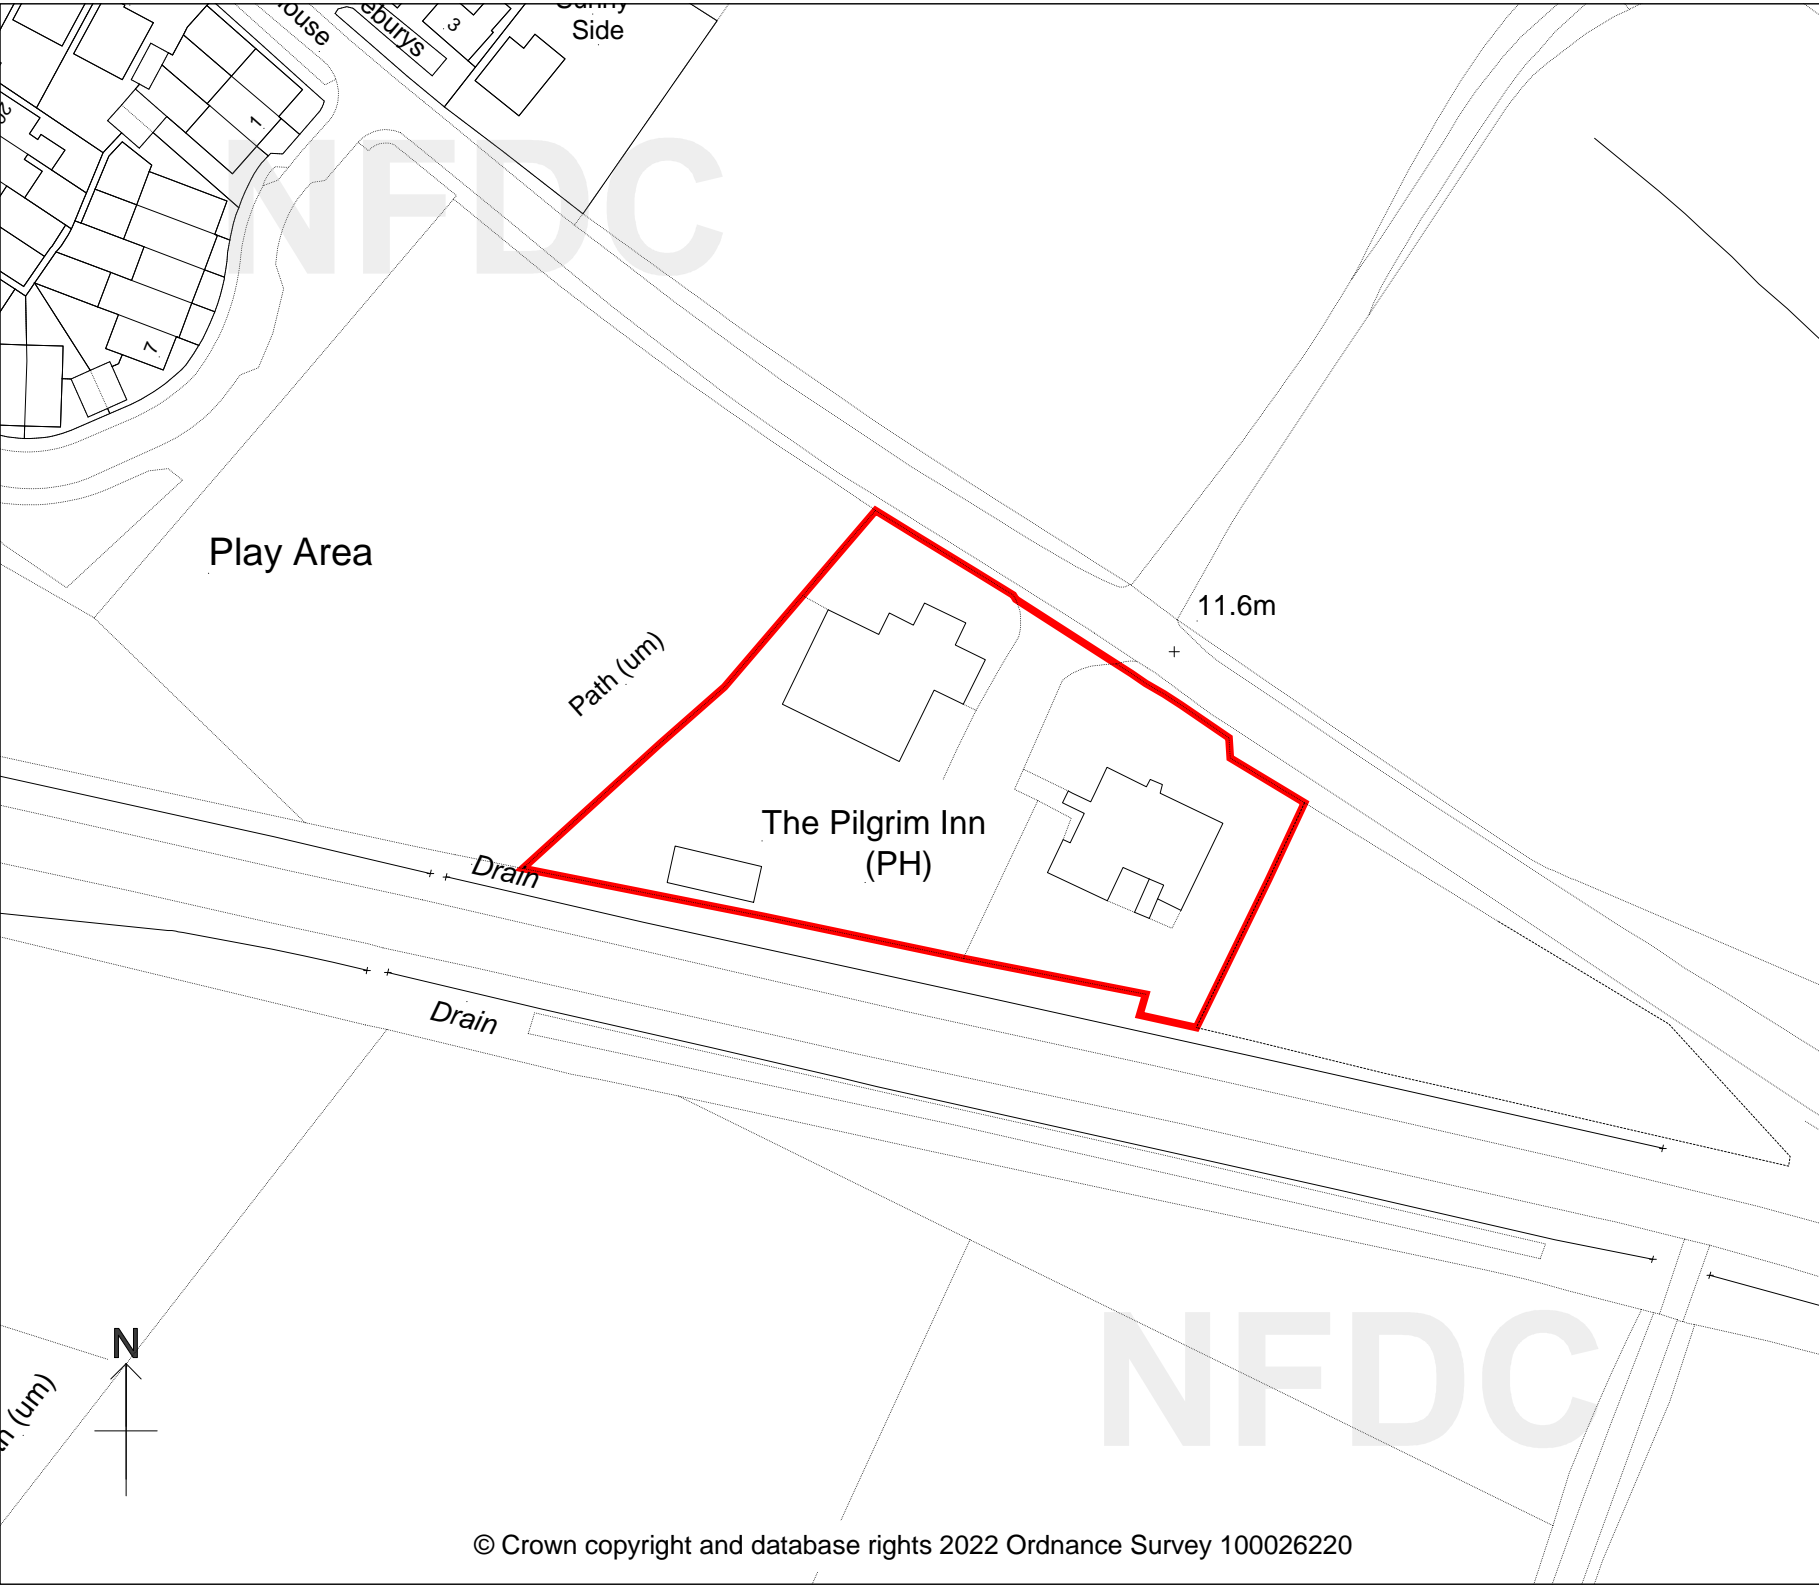 3
Side
1
7
NFDC
Play Area
11.6m
Path (um)
The Pilgrim Inn
(PH)
Drain
Drain
N
(um)
NFDC
© Crown copyright and database rights 2022 Ordnance Survey 100026220